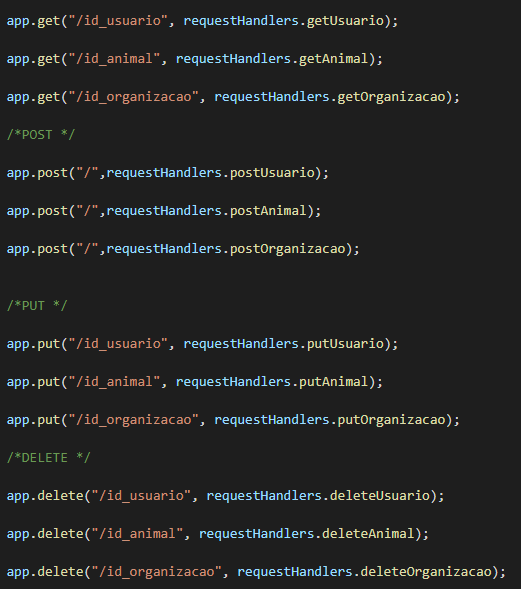 app.get("/id_usuario", requestHandlers.getUsuario);
app.get("/id_animal", requestHandlers.getAnimal);
app.get("/id_organizacao", requestHandlers.getOrganizacao);
/*POST */
app.post("/",requestHandlers.postUsuario);
app.post("/",requestHandlers.postAnimal);
app.post("/",requestHandlers.postOrganizacao);
/*PUT */
app.put("/id_usuario", requestHandlers.putUsuario);
app.put("/id_animal", requestHandlers.putAnimal);
app.put("/id_organizacao", requestHandlers.putOrganizacao);
/*DELETE */
app.delete("/id_usuario", requestHandlers.deleteUsuario);
app.delete("/id_animal", requestHandlers.deleteAnimal);
app.delete("/id_organizacao", requestHandlers.deleteOrganizacao);